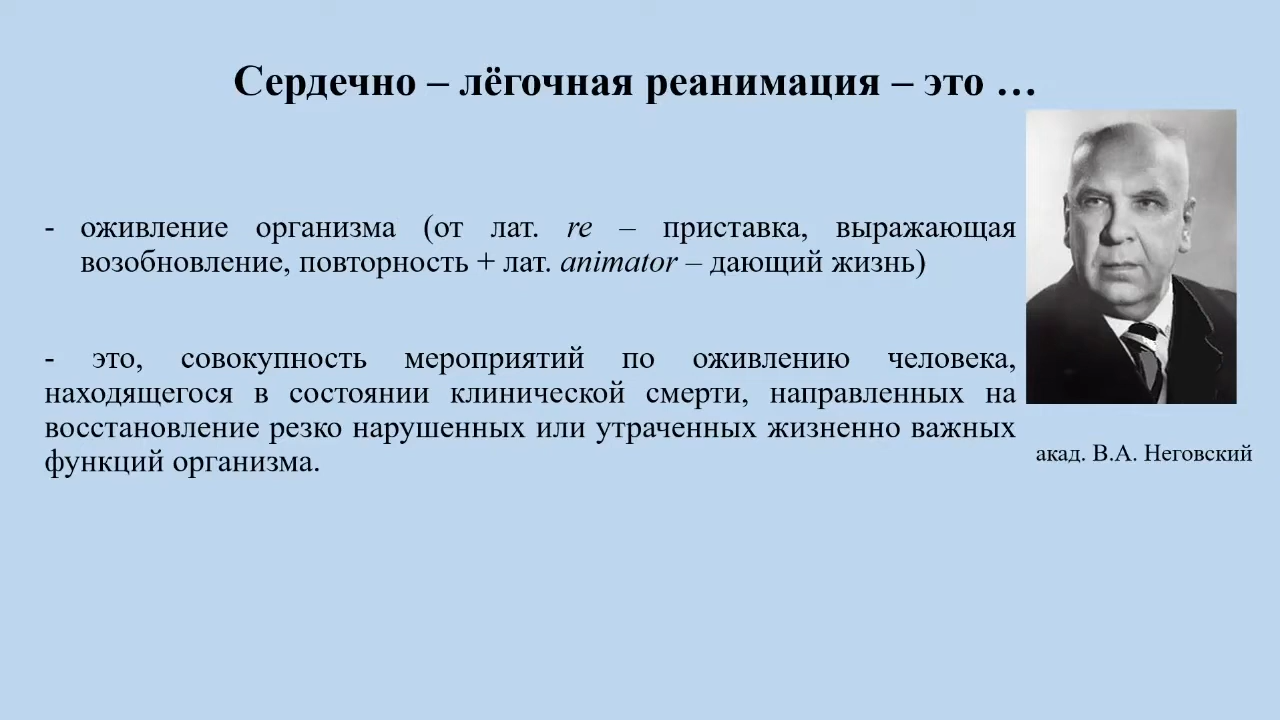 Сердечно – лёгочная реанимация – это …
- оживление организма (от лат. re – приставка, выражающая
возобновление, повторность + лат. animator – дающий жизнь)
- это, совокупность мероприятий по оживлению человека,
находящегося в состоянии клинической смерти, направленных на
восстановление резко нарушенных или утраченных жизненно важных
функций организма.
акад. В.А. Неговский